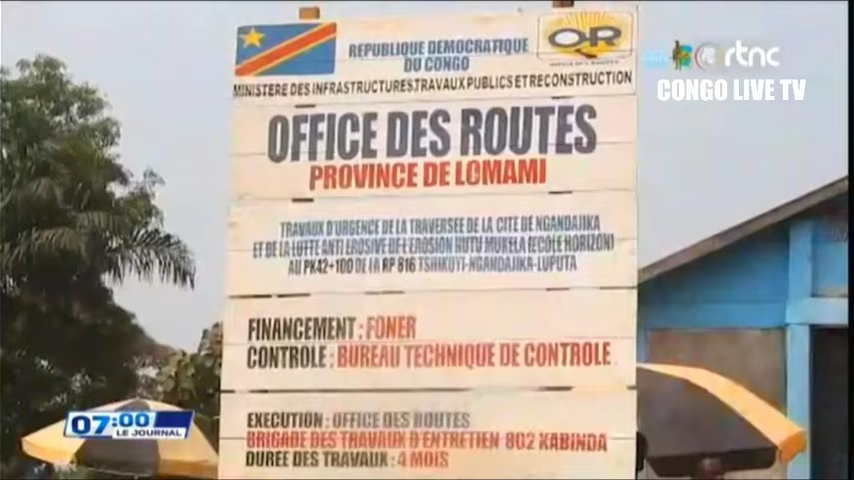 REPUBLIQUE DEMOCRATIQUE
DU CONGO
OR
OFFICE DES ROUTES
MINISTERE DES INFRASTRUCTURES,TRAVAUX PUBLICS ET RECONSTRUCTION
OFFICE DES ROUTES
PROVINCE DE LOMAMI
TRAVAUX D'URGENCE DE LA TRAVERSEE DE LA CITE DE NGANDAJIKA
ET DE LA LUTTE ANTI EROSIVE DE L'EROSION MUKELA (ECOLE HORIZON)
AU PK42+100 DE LA RP 816 TSHIKUYI-NGANDAJIKA-LUPUTA
FINANCEMENT : FONER
CONTROLE : BUREAU TECHNIQUE DE CONTROLE
EXECUTION : OFFICE DES ROUTES
BRIGADE DES TRAVAUX D'ENTRETIEN 802 KABINDA
DUREE DES TRAVAUX : 4 MOIS
rtnc
CONGO LIVE TV
07:00
LE JOURNAL